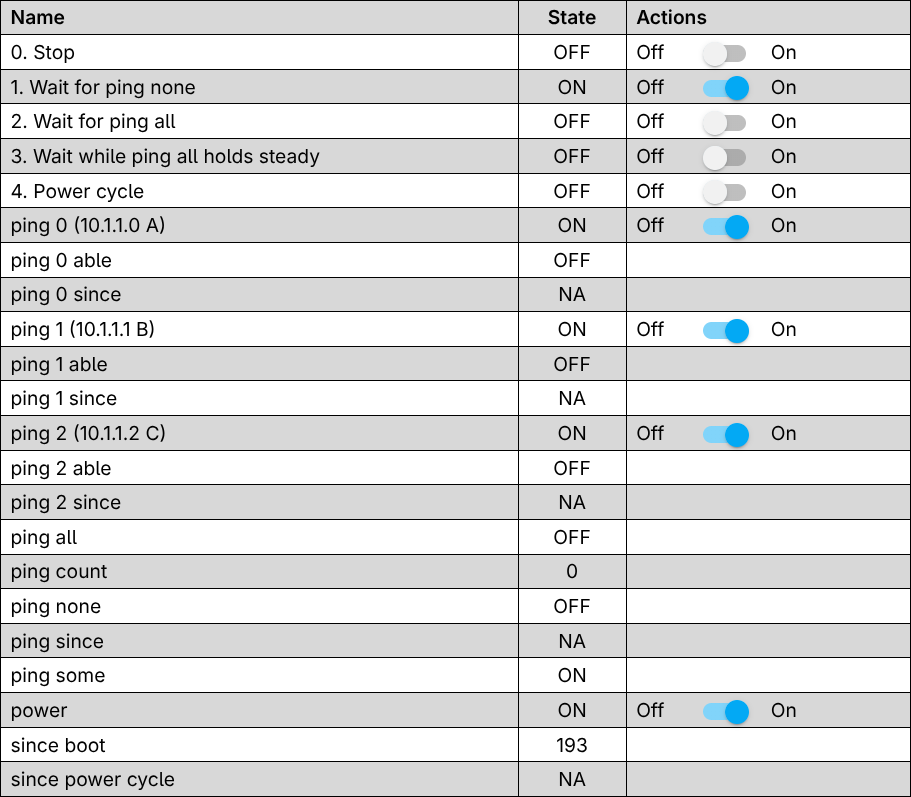 Name State Actions
0. Stop OFF Off On
1. Wait for ping none ON Off On
2. Wait for ping all OFF Off On
3. Wait while ping all holds steady OFF Off On
4. Power cycle OFF Off On
ping 0 (10.1.1.0 A) ON Off On
ping 0 able OFF
ping 0 since NA
ping 1 (10.1.1.1 B) ON Off On
ping 1 able OFF
ping 1 since NA
ping 2 (10.1.1.2 C) ON Off On
ping 2 able OFF
ping 2 since NA
ping all OFF
ping count 0
ping none OFF
ping since NA
ping some ON
power ON Off On
since boot 193
since power cycle NA